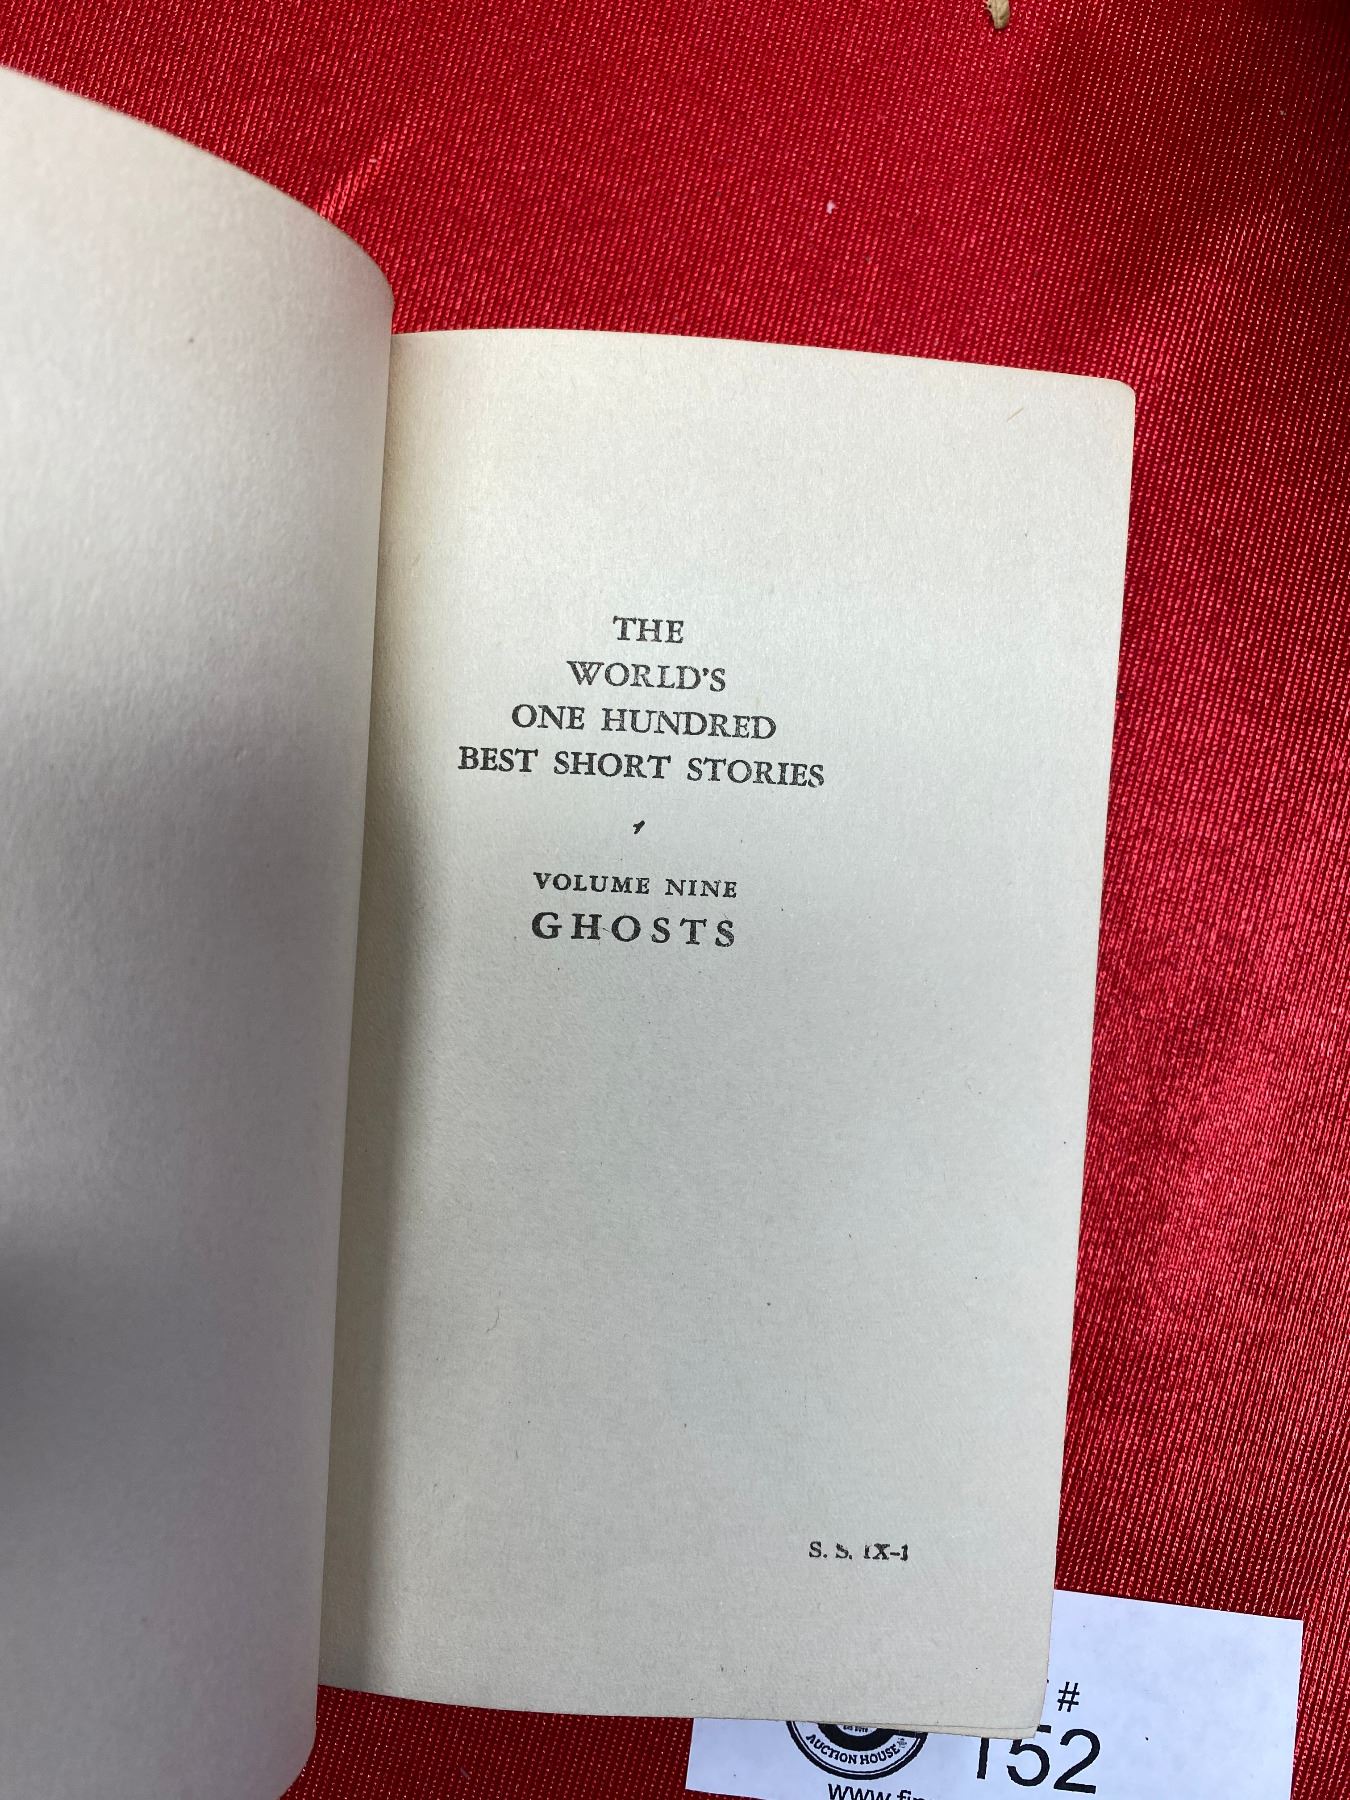 THE
WORLD'S
ONE HUNDRED
BEST SHORT STORIES
VOLUME NINE
GHOSTS
S. S. IX-1
#
152
AUCTION HOUSE